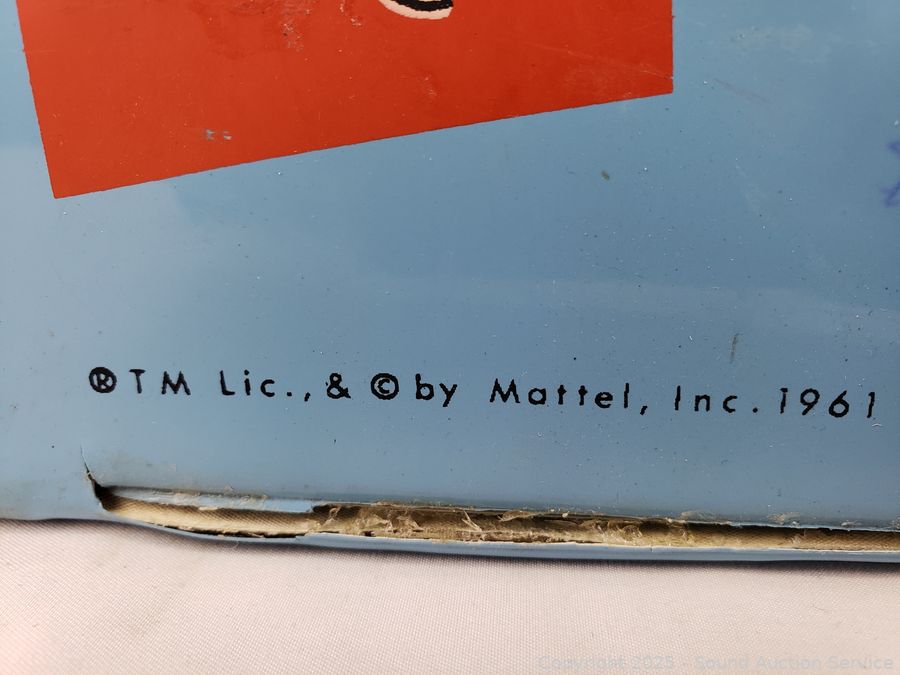 ®TM Lic., & © by Mattel, Inc. 1961
Copyright 2025 - Sound Auction Service